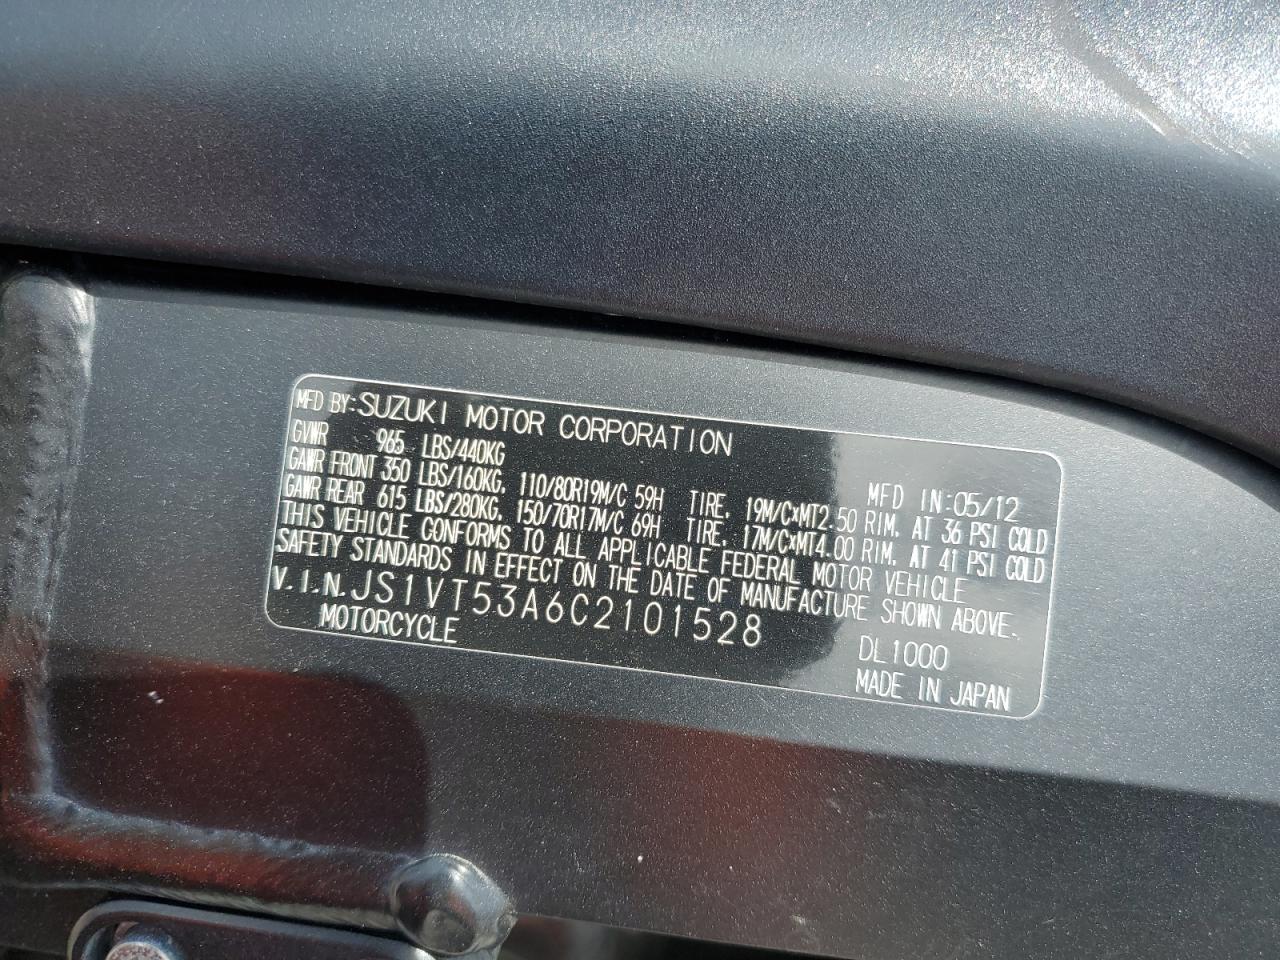 MFD BY: SUZUKI MOTOR CORPORATION
MFD IN: 05/12
GVWR 965 LBS/440KG
GAWR FRONT 350 LBS/160KG, 110/80R19M/C 59H TIRE, 19M/C×MT2.50 RIM, AT 36 PSI COLD
GAWR REAR 615 LBS/280KG, 150/70R17M/C 69H TIRE, 17M/C×MT4.00 RIM, AT 41 PSI COLD
THIS VEHICLE CONFORMS TO ALL APPLICABLE FEDERAL MOTOR VEHICLE
SAFETY STANDARDS IN EFFECT ON THE DATE OF MANUFACTURE SHOWN ABOVE.
V.I.N. JS1VT53A6C2101528
MOTORCYCLE
DL1000
MADE IN JAPAN